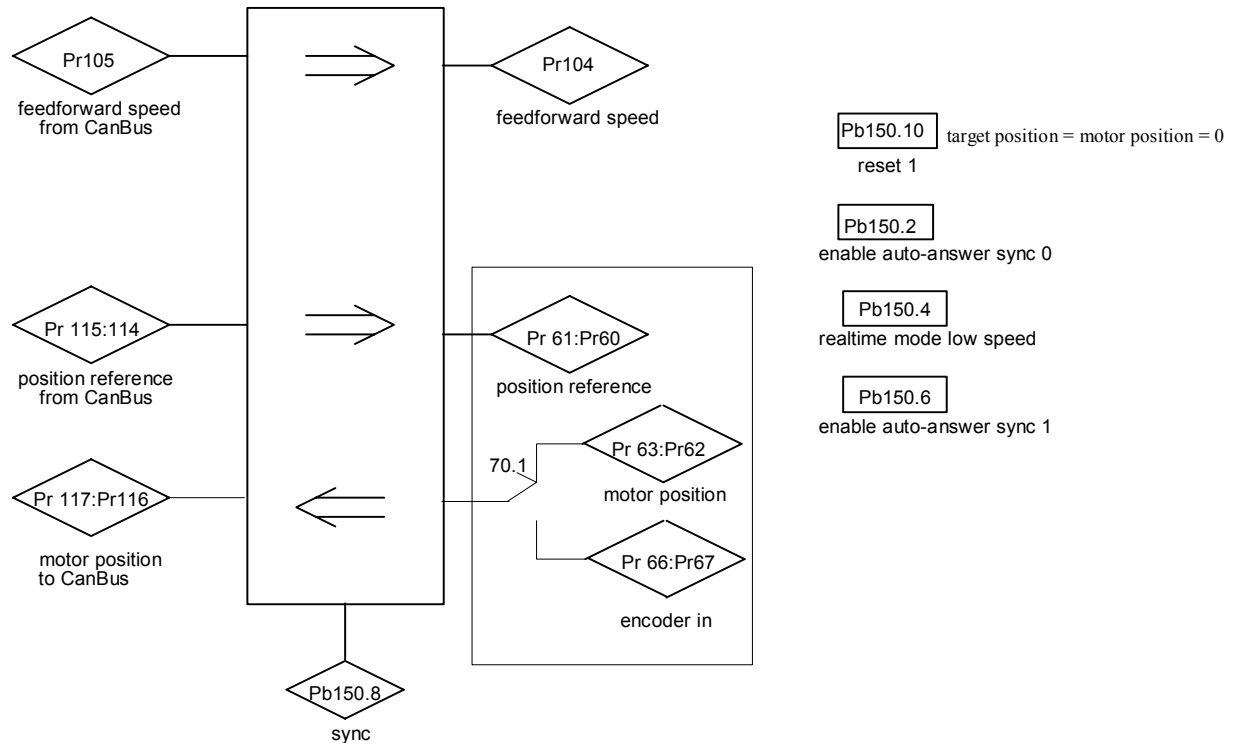 Pr105
feedforward speed
from CanBus
Pr104
feedforward speed
Pb150.10
target position = motor position = 0
reset 1
Pb150.2
enable auto-answer sync 0
Pb150.4
realtime mode low speed
Pb150.6
enable auto-answer sync 1
Pr 115:114
position reference
from CanBus
Pr 61:Pr60
position reference
70.1
Pr 63:Pr62
motor position
Pr 117:Pr116
motor position
to CanBus
Pr 66:Pr67
encoder in
Pb150.8
sync